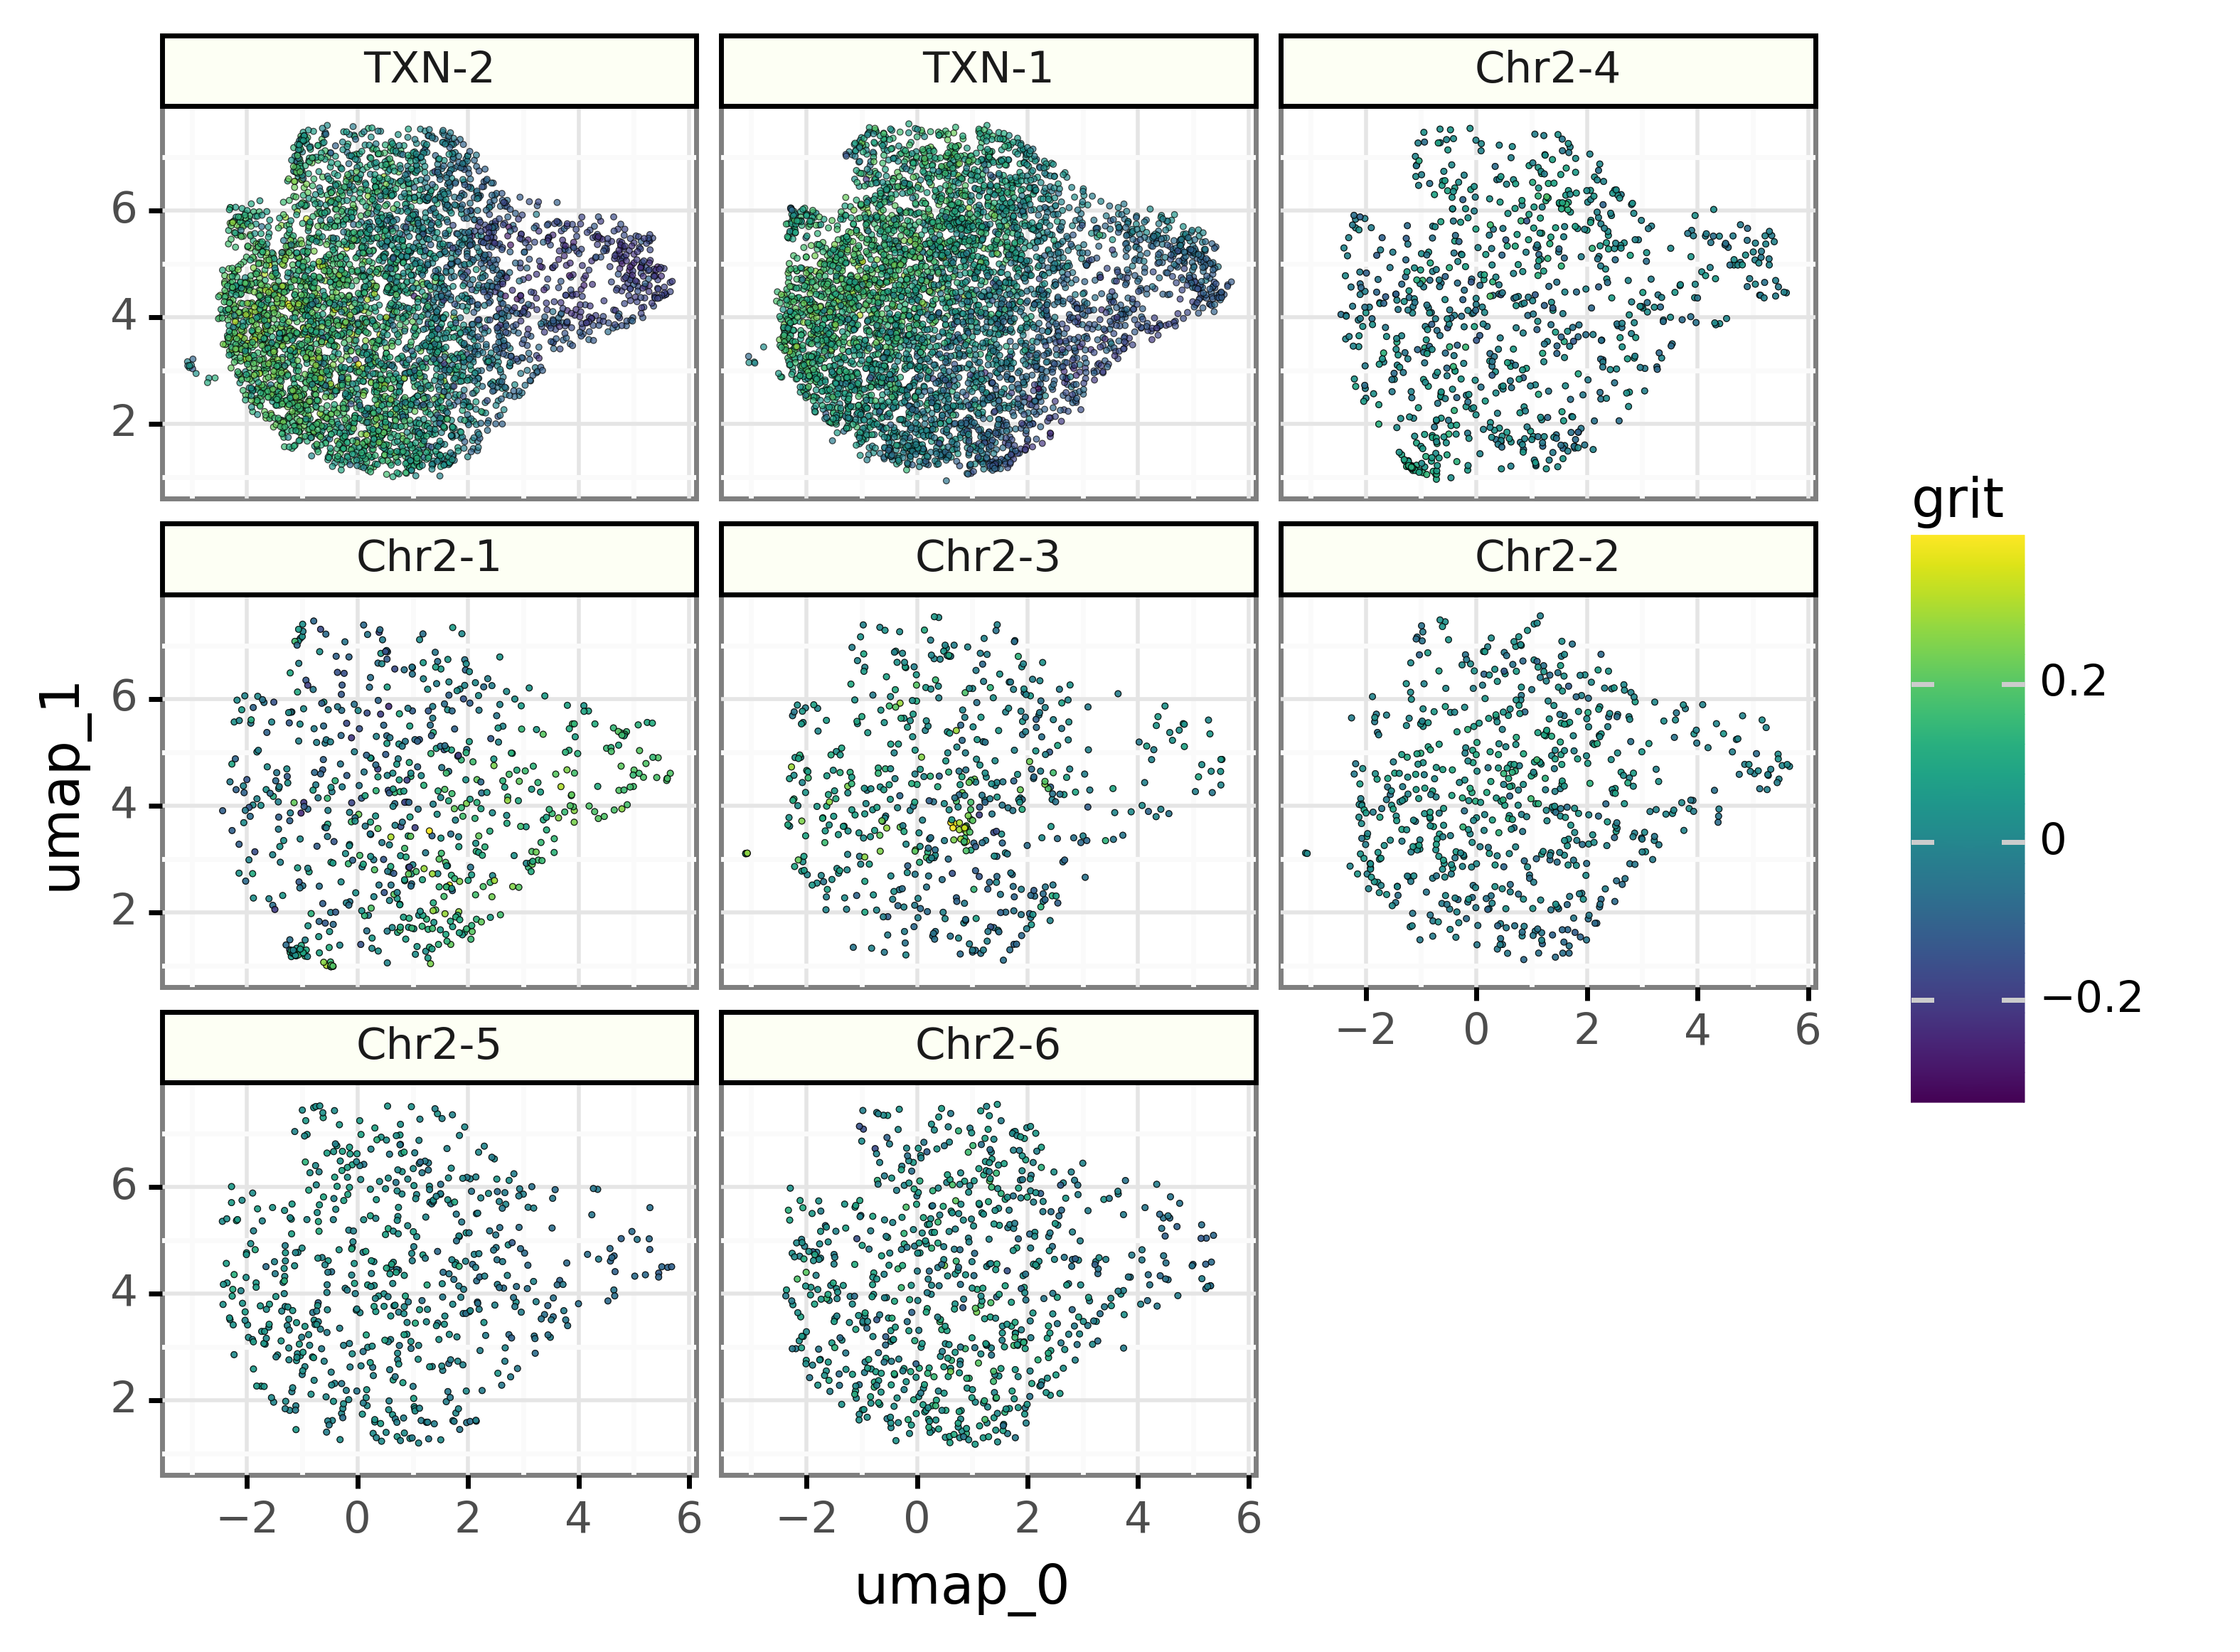 TXN-2 TXN-1 Chr2-4
6
4
2
Chr2-1 Chr2-3 Chr2-2
6
4
2
−2 0 2 4 6
Chr2-5 Chr2-6
6
4
2
−2 0 2 4 6 −2 0 2 4 6
umap_0
umap_1
grit
0.2
0
−0.2